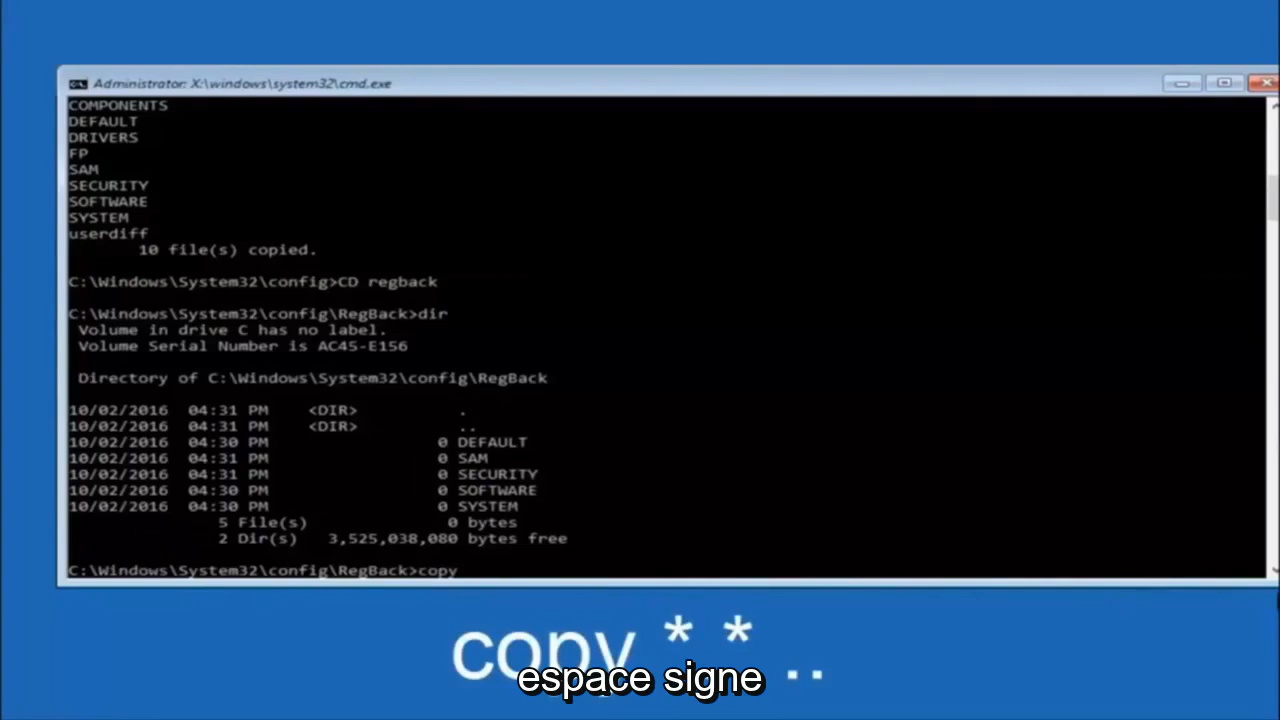 Administrator: X:\windows\system32\cmd.exe
COMPONENTS
DEFAULT
DRIVERS
FP
SAM
SECURITY
SOFTWARE
SYSTEM
userdiff
10 file(s) copied.
C:\Windows\System32\config>CD regback
C:\Windows\System32\config\RegBack>dir
Volume in drive C has no label.
Volume Serial Number is AC45-E156
Directory of C:\Windows\System32\config\RegBack
10/02/2016 04:31 PM <DIR> .
10/02/2016 04:31 PM <DIR> ..
10/02/2016 04:30 PM 0 DEFAULT
10/02/2016 04:31 PM 0 SAM
10/02/2016 04:31 PM 0 SECURITY
10/02/2016 04:30 PM 0 SOFTWARE
10/02/2016 04:30 PM 0 SYSTEM
5 File(s) 0 bytes
2 Dir(s) 3,525,038,080 bytes free
C:\Windows\System32\config\RegBack>copy
copy * * ..
espace signe